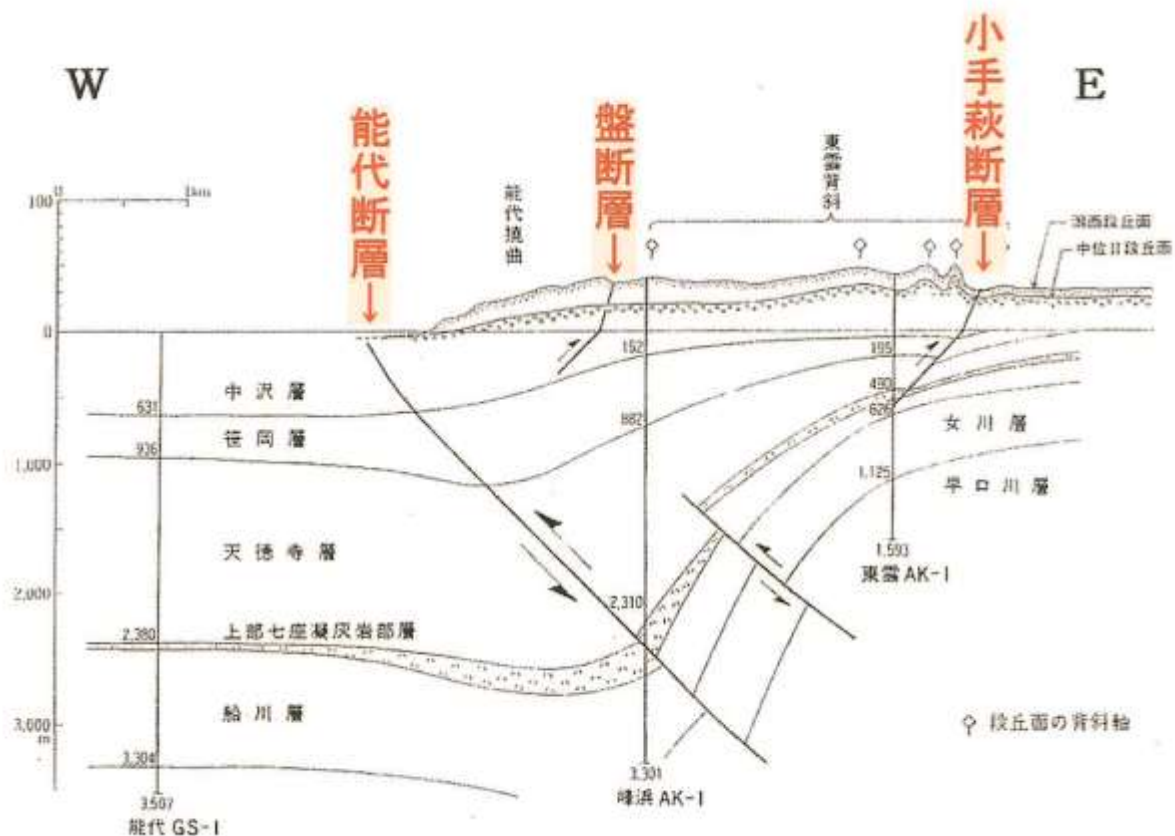 W
E
能代断層
盤断層
小手萩断層
能代撓曲
東雲背斜
潟西段丘面
中位II段丘面
0
1km
100
0
1,000
2,000
3,000
m
中沢層
笹岡層
天徳寺層
上部七座凝灰岩部層
船川層
女川層
早口川層
631
936
2,380
3,304
3.507
能代 GS-1
152
882
2,310
3.301
峰浜 AK-1
195
490
626
1,125
1.593
東雲 AK-1
段丘面の背斜軸